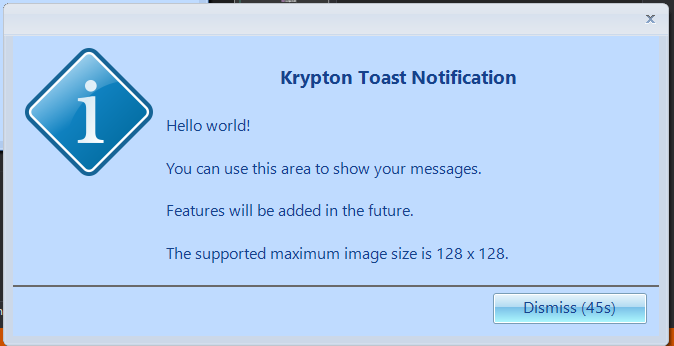 Krypton Toast Notification
Hello world!
You can use this area to show your messages.
Features will be added in the future.
The supported maximum image size is 128 x 128.
Dismiss (45s)